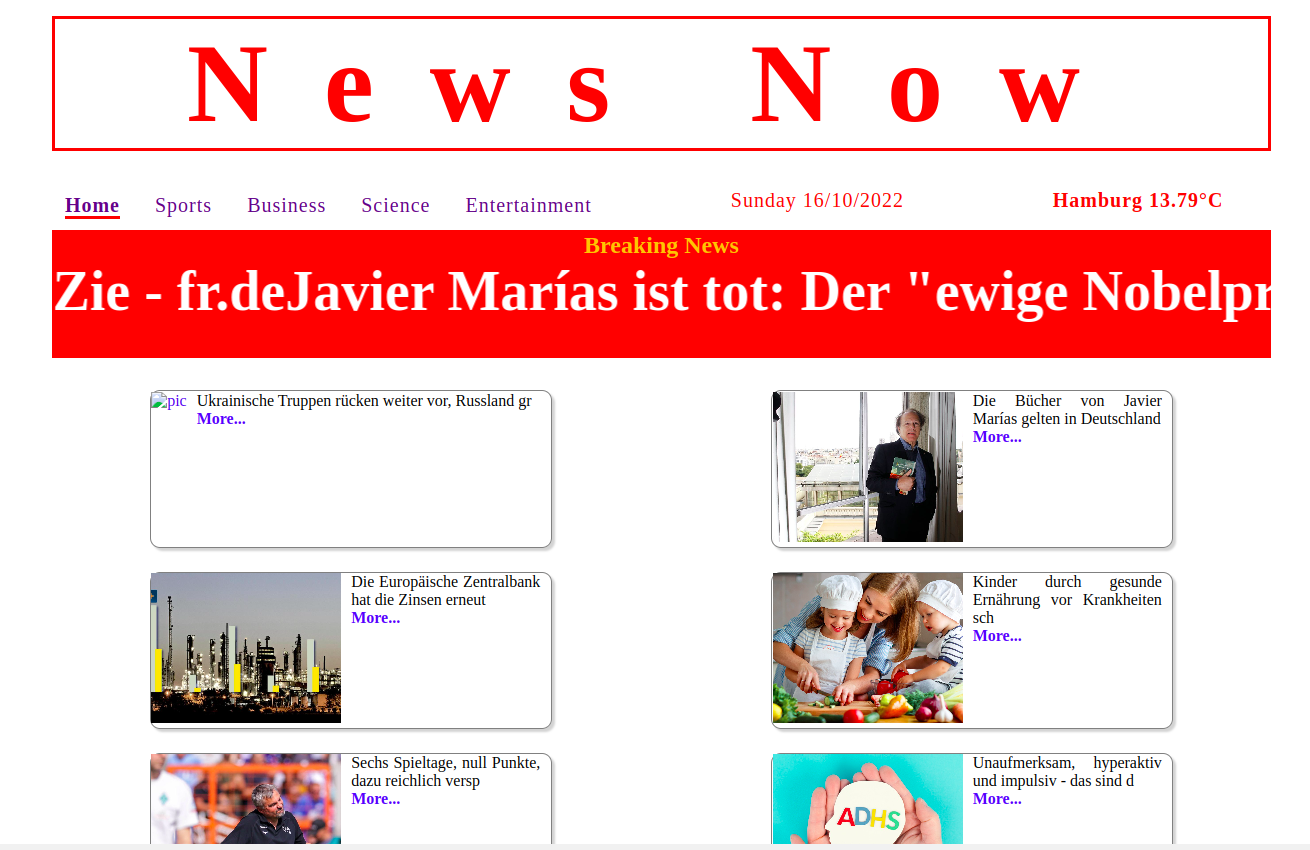 News Now
Home Sports Business Science Entertainment
Sunday 16/10/2022
Hamburg 13.79°C
Breaking News
Zie - fr.deJavier Marías ist tot: Der "ewige Nobelpr
pic
Ukrainische Truppen rücken weiter vor, Russland gr
More...
Die Bücher von Javier
Marías gelten in Deutschland
More...
Die Europäische Zentralbank
hat die Zinsen erneut
More...
Kinder durch gesunde
Ernährung vor Krankheiten
sch
More...
Sechs Spieltage, null Punkte,
dazu reichlich versp
More...
Unaufmerksam, hyperaktiv
und impulsiv - das sind d
More...
ADHS